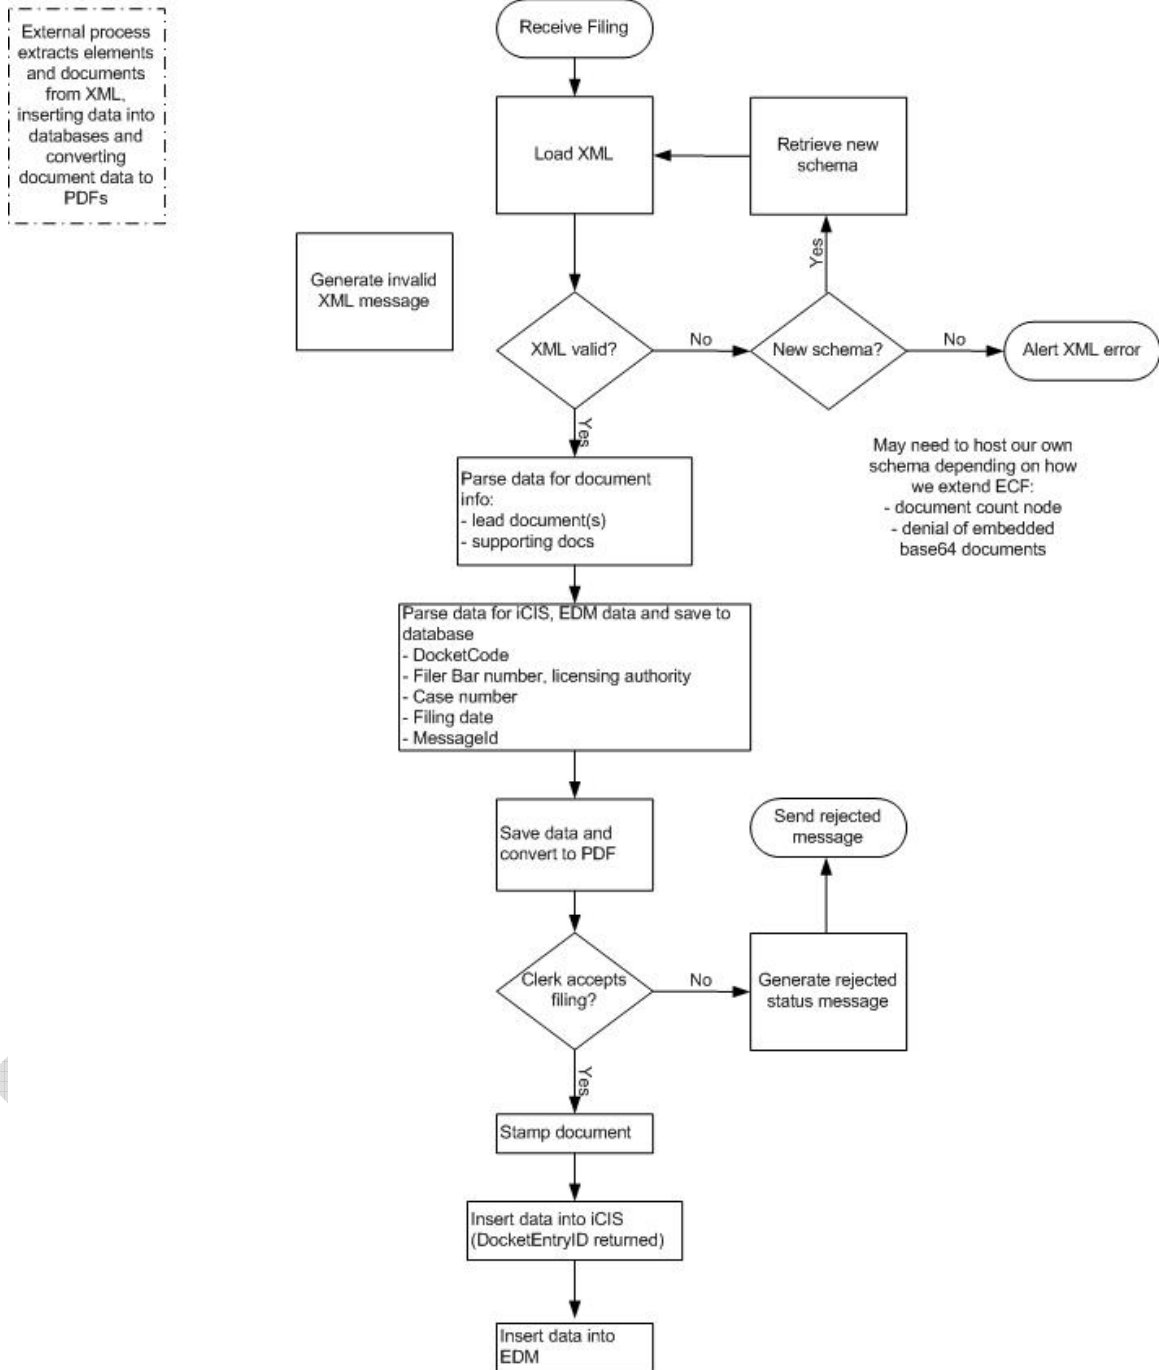 External process
extracts elements
and documents
from XML,
inserting data into
databases and
converting
document data to
PDFs
Receive Filing
Load XML
Retrieve new
schema
Generate invalid
XML message
Yes
XML valid?
No
New schema?
No
Alert XML error
Yes
May need to host our own
schema depending on how
we extend ECF:
- document count node
- denial of embedded
base64 documents
Parse data for document
info:
- lead document(s)
- supporting docs
Parse data for iCIS, EDM data and save to
database
- DocketCode
- Filer Bar number, licensing authority
- Case number
- Filing date
- MessageId
Save data and
convert to PDF
Send rejected
message
Clerk accepts
filing?
No
Generate rejected
status message
Yes
Stamp document
Insert data into iCIS
(DocketEntryID returned)
Insert data into
EDM